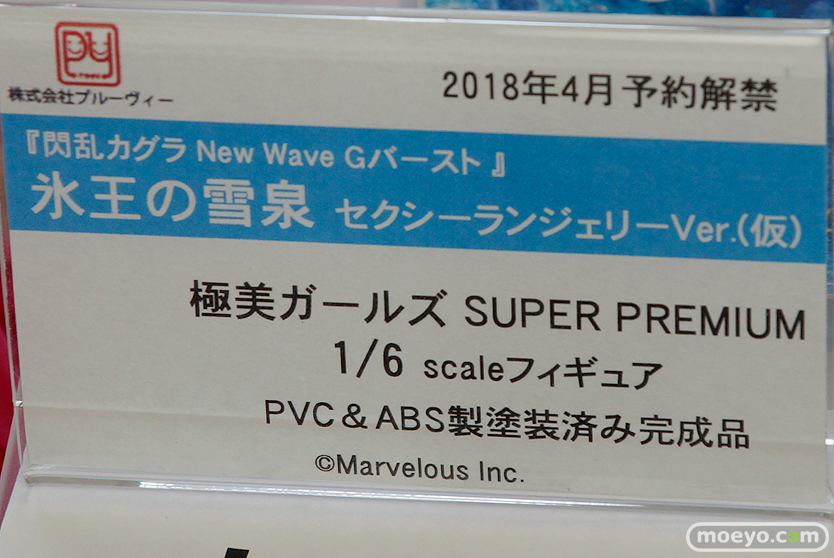 PY
株式会社プルーヴィー
2018年4月予約解禁
『閃乱カグラ New Wave Gバースト 』
氷王の雪泉 セクシーランジェリーVer.(仮)
極美ガールズ SUPER PREMIUM
1/6 scaleフィギュア
PVC＆ABS製塗装済み完成品
©Marvelous Inc.
moeyo.com